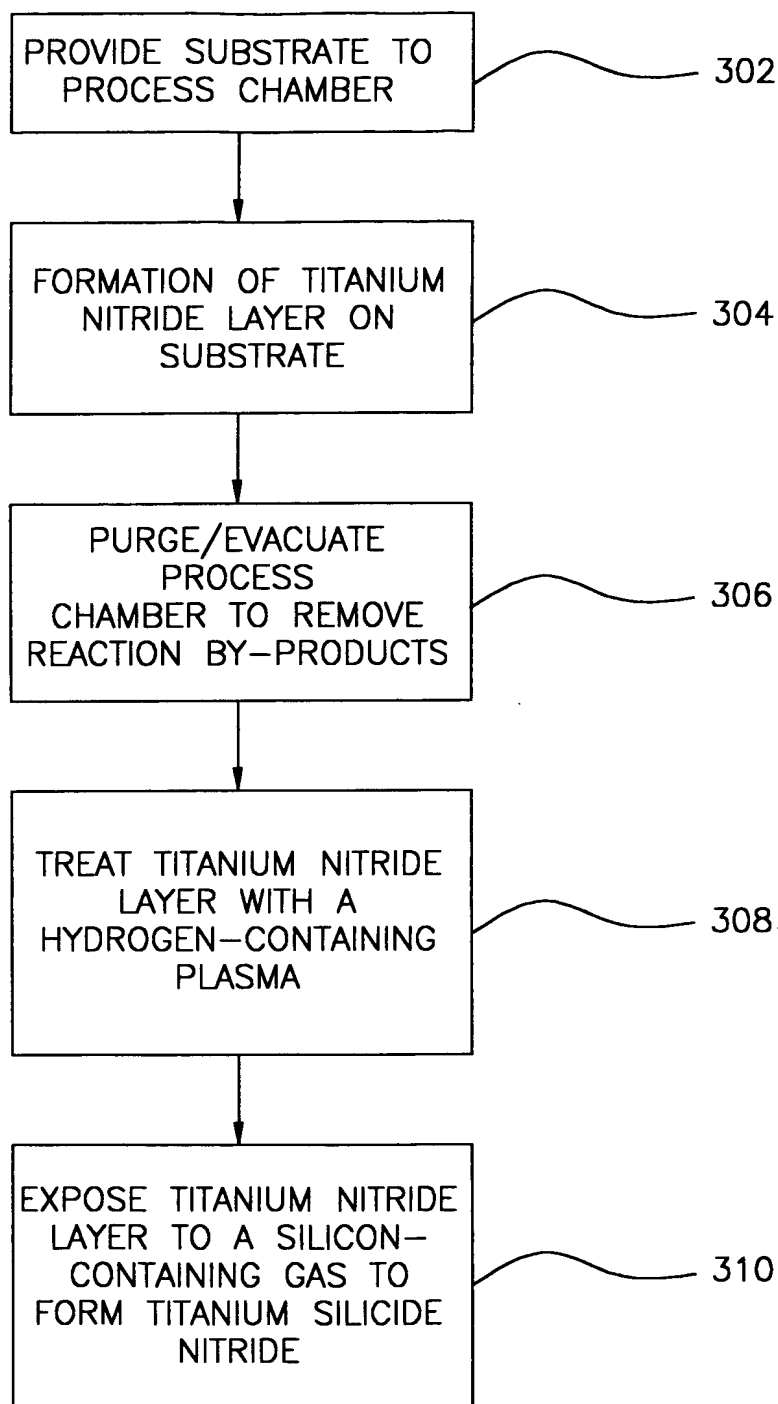 PROVIDE SUBSTRATE TO
PROCESS CHAMBER
302
FORMATION OF TITANIUM
NITRIDE LAYER ON
SUBSTRATE
304
PURGE/EVACUATE
PROCESS
CHAMBER TO REMOVE
REACTION BY-PRODUCTS
306
TREAT TITANIUM NITRIDE
LAYER WITH A
HYDROGEN-CONTAINING
PLASMA
308
EXPOSE TITANIUM NITRIDE
LAYER TO A SILICON-
CONTAINING GAS TO
FORM TITANIUM SILICIDE
NITRIDE
310